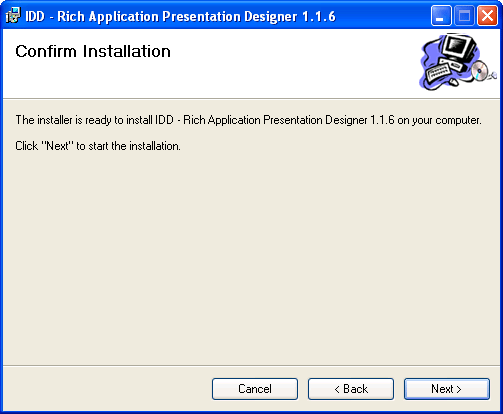 IDD - Rich Application Presentation Designer 1.1.6
Confirm Installation
The installer is ready to install IDD - Rich Application Presentation Designer 1.1.6 on your computer.
Click "Next" to start the installation.
Cancel
< Back
Next >